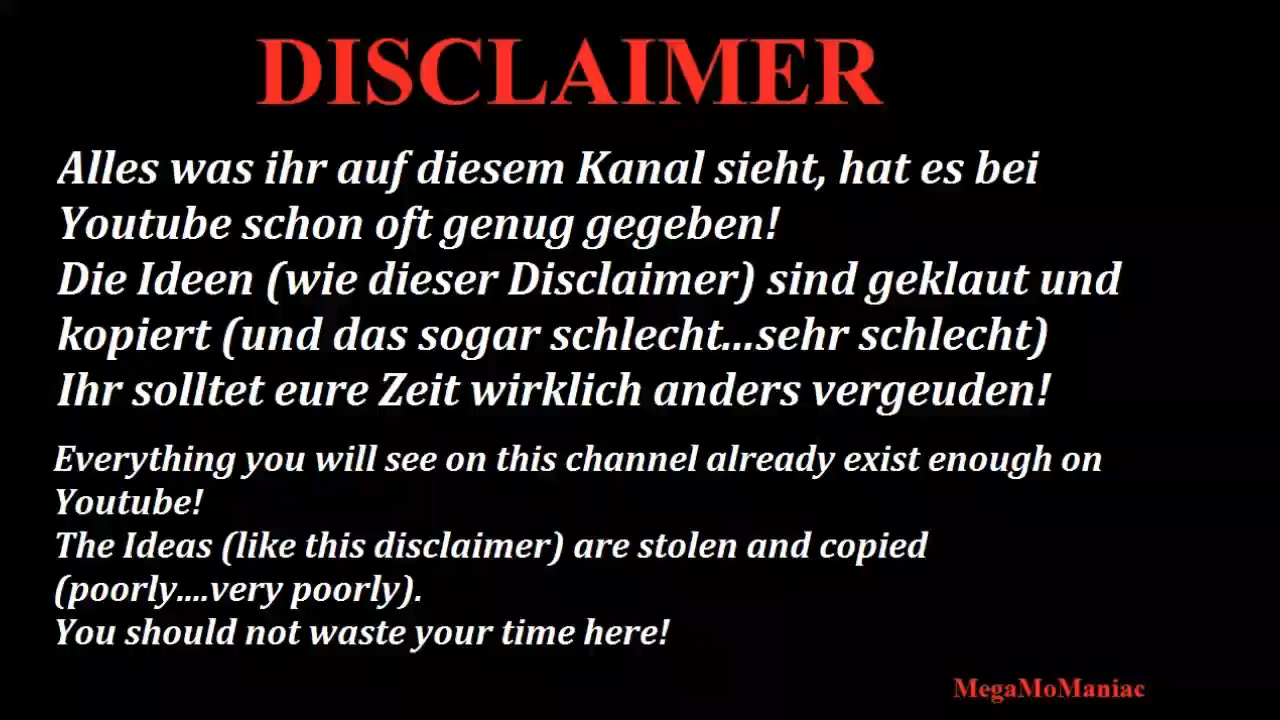 DISCLAIMER
Alles was ihr auf diesem Kanal sieht, hat es bei
Youtube schon oft genug gegeben!
Die Ideen (wie dieser Disclaimer) sind geklaut und
kopiert (und das sogar schlecht...sehr schlecht)
Ihr solltet eure Zeit wirklich anders vergeuden!
Everything you will see on this channel already exist enough on
Youtube!
The Ideas (like this disclaimer) are stolen and copied
(poorly....very poorly).
You should not waste your time here!
MegaMoManiac